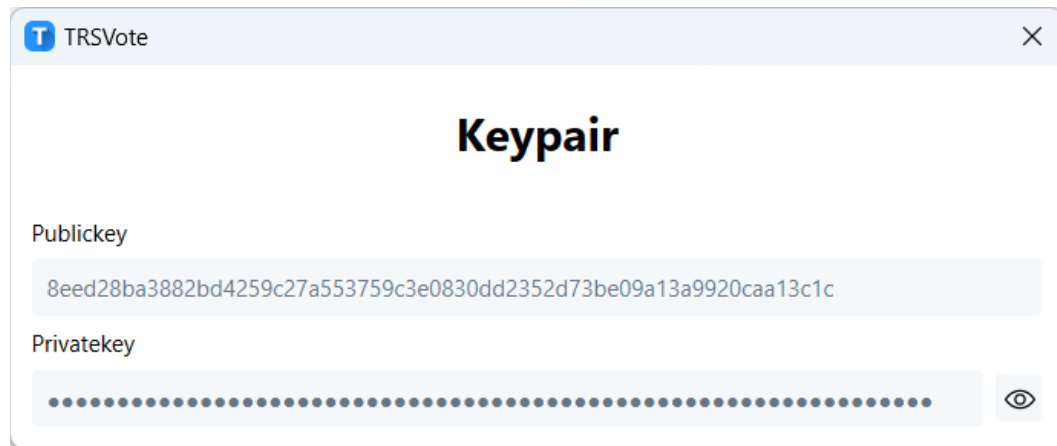 TRSVote
Keypair
Publickey
8eed28ba3882bd4259c27a553759c3e0830dd2352d73be09a13a9920caa13c1c
Privatekey
••••••••••••••••••••••••••••••••••••••••••••••••••••••••••••••••